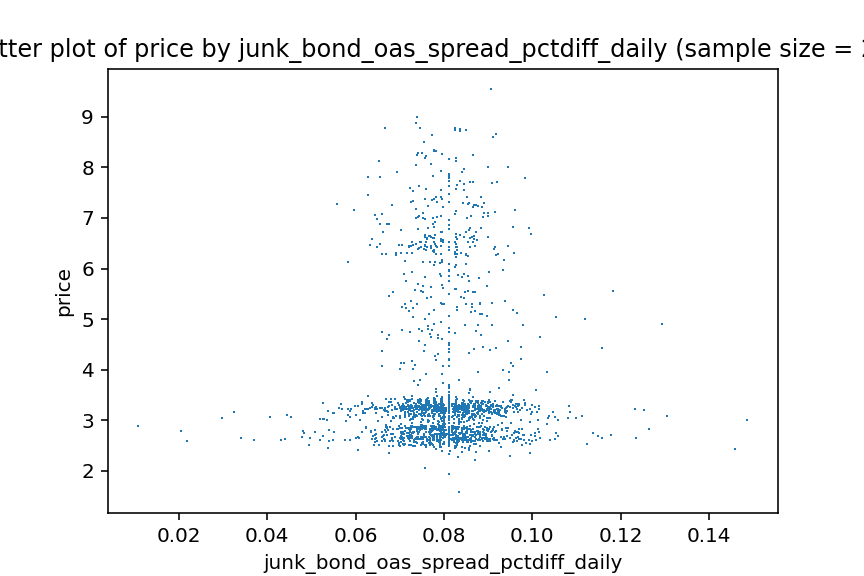 tter plot of price by junk_bond_oas_spread_pctdiff_daily (sample size =
9
8
7
6
5
4
3
2
price
0.02 0.04 0.06 0.08 0.10 0.12 0.14
junk_bond_oas_spread_pctdiff_daily